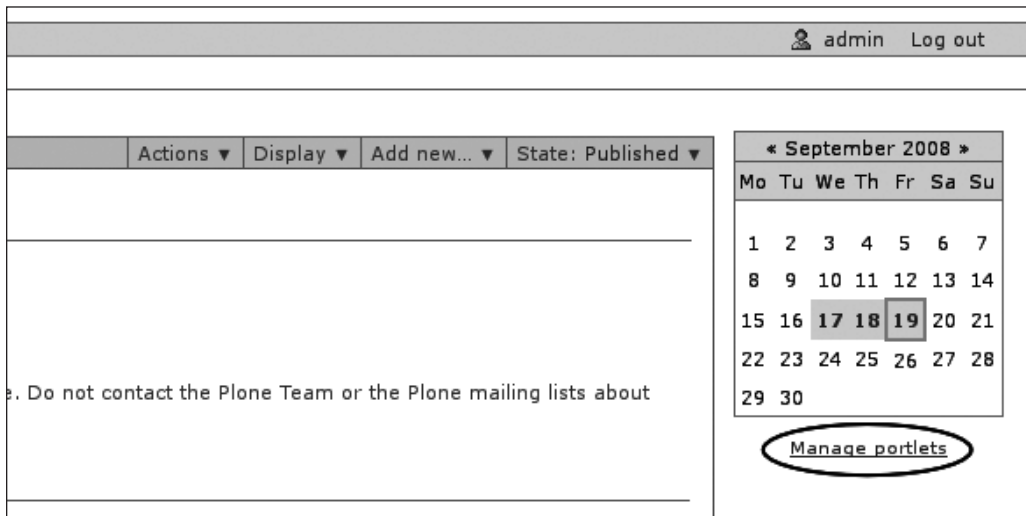 admin Log out
Actions ▼ Display ▼ Add new... ▼ State: Published ▼
« September 2008 »
Mo Tu We Th Fr Sa Su
1 2 3 4 5 6 7
8 9 10 11 12 13 14
15 16 17 18 19 20 21
22 23 24 25 26 27 28
29 30
. Do not contact the Plone Team or the Plone mailing lists about
Manage portlets